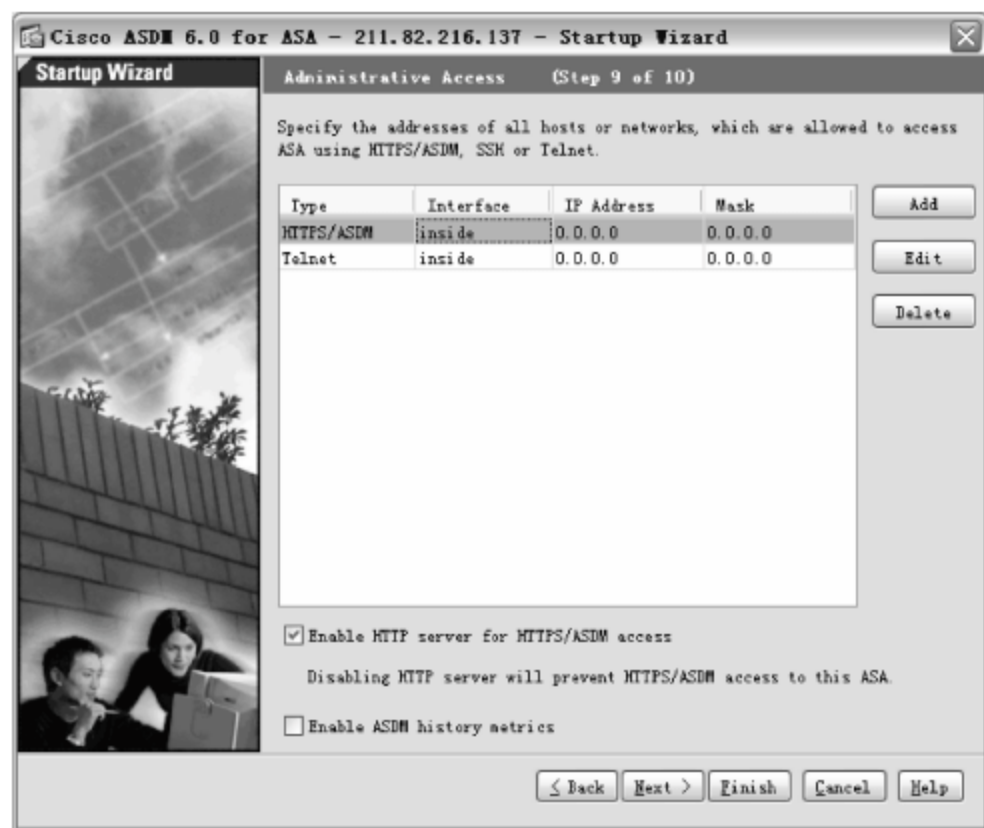 Cisco ASDM 6.0 for ASA - 211.82.216.137 - Startup Wizard
Startup Wizard
Administrative Access (Step 9 of 10)
Specify the addresses of all hosts or networks, which are allowed to access
ASA using HTTPS/ASDM, SSH or Telnet.
Type Interface IP Address Mask
HTTPS/ASDM inside 0.0.0.0 0.0.0.0
Telnet inside 0.0.0.0 0.0.0.0
Add
Edit
Delete
Enable HTTP server for HTTPS/ASDM access
Disabling HTTP server will prevent HTTPS/ASDM access to this ASA.
Enable ASDM history metrics
< Back Next > Finish Cancel Help